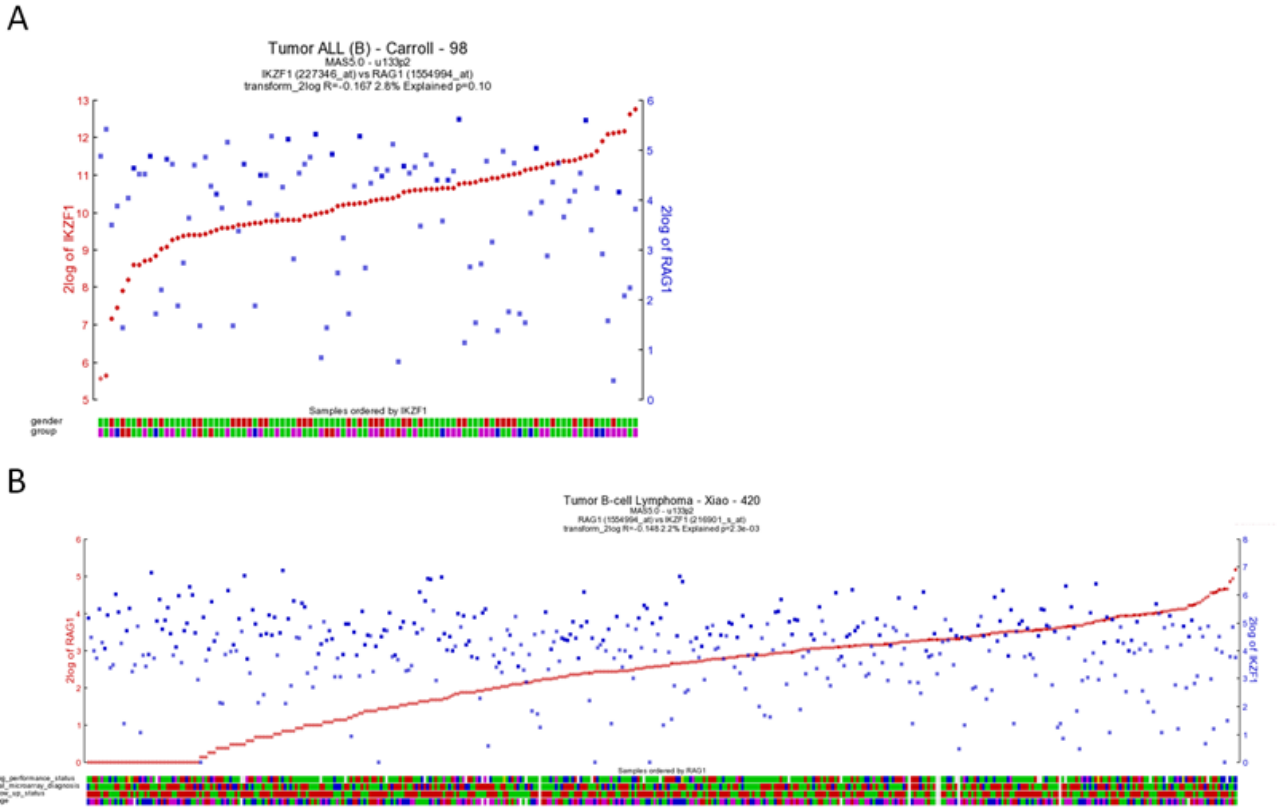 A
Tumor ALL (B) - Carroll - 98
MAS5.0 - u133p2
IKZF1 (227346_at) vs RAG1 (1554994_at)
transform_2log R=-0.167 2.8% Explained p=0.10
13
12
11
10
9
8
7
6
5
2log of IKZF1
6
5
4
3
2
1
0
2log of RAG1
Samples ordered by IKZF1
gender
group
B
Tumor B-cell Lymphoma - Xiao - 420
MAS5.0 - u133p2
RAG1 (1554994_at) vs IKZF1 (216901_s_at)
transform_2log R=-0.148 2.2% Explained p=2.3e-03
6
5
4
3
2
1
0
2log of RAG1
8
7
6
5
4
3
2
1
0
2log of IKZF1
Samples ordered by RAG1
g_performance_status
al_microarray_diagnosis
ow_up_status
ge